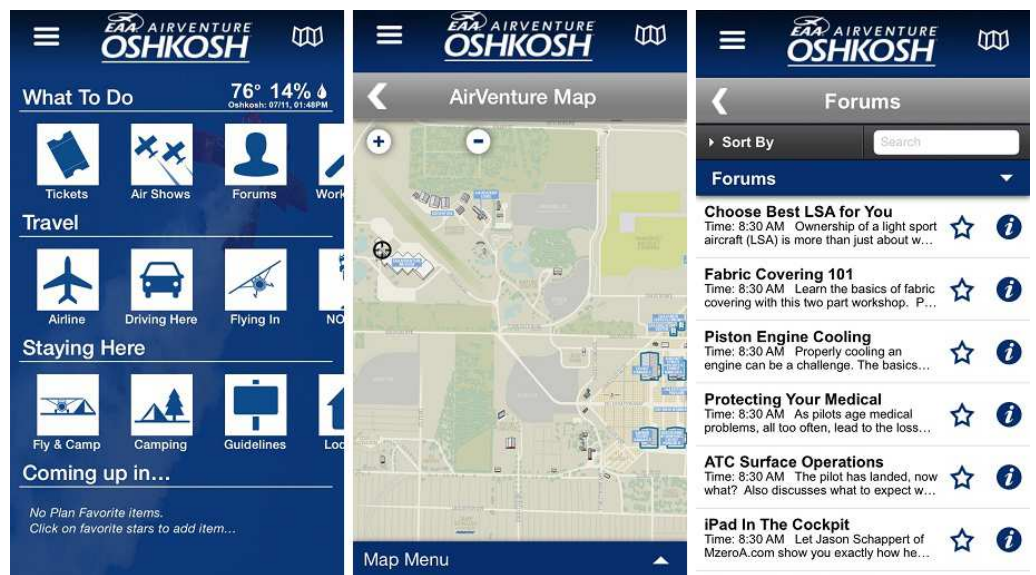 EAA AIRVENTURE
OSHKOSH
What To Do
76° 14%
Oshkosh: 07/11, 01:48PM
Tickets
Air Shows
Forums
Work
Travel
Airline
Driving Here
Flying In
NO
Staying Here
Fly & Camp
Camping
Guidelines
Loc
Coming up in...
No Plan Favorite items.
Click on favorite stars to add item...
EAA AIRVENTURE
OSHKOSH
AirVenture Map
Map Menu
EAA AIRVENTURE
OSHKOSH
Forums
Sort By
Search
Forums
Choose Best LSA for You
Time: 8:30 AM Ownership of a light sport
aircraft (LSA) is more than just about w...
Fabric Covering 101
Time: 8:30 AM Learn the basics of fabric
covering with this two part workshop. P...
Piston Engine Cooling
Time: 8:30 AM Properly cooling an
engine can be a challenge. The basics...
Protecting Your Medical
Time: 8:30 AM As pilots age medical
problems, all too often, lead to the loss...
ATC Surface Operations
Time: 8:30 AM The pilot has landed, now
what? Also discusses what to expect w...
iPad In The Cockpit
Time: 8:30 AM Let Jason Schappert of
MzeroA.com show you exactly how he...